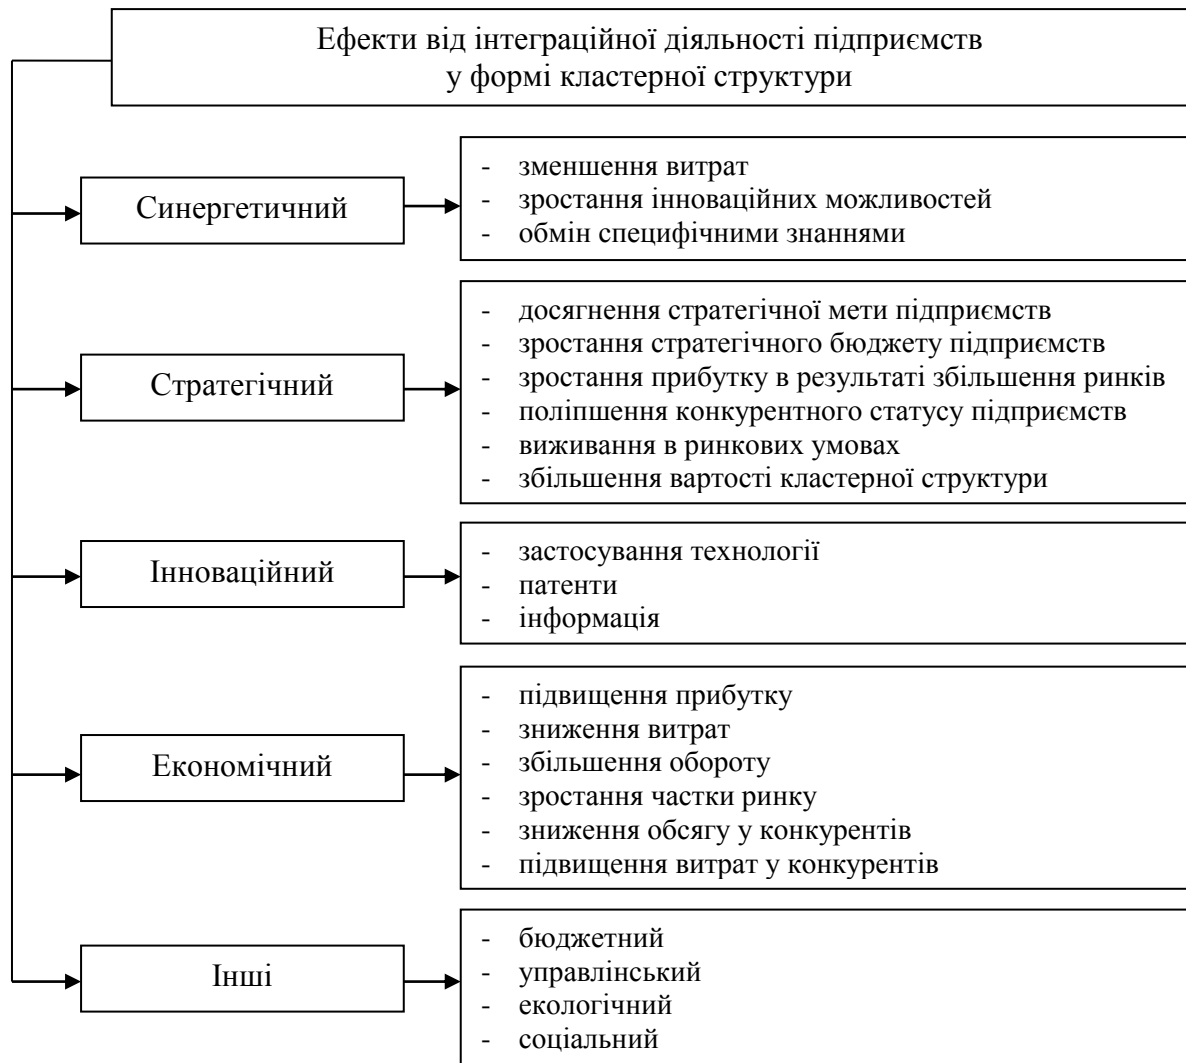 Ефекти від інтеграційної діяльності підприємств
у формі кластерної структури
Синергетичний
- зменшення витрат
- зростання інноваційних можливостей
- обмін специфічними знаннями
Стратегічний
- досягнення стратегічної мети підприємств
- зростання стратегічного бюджету підприємств
- зростання прибутку в результаті збільшення ринків
- поліпшення конкурентного статусу підприємств
- виживання в ринкових умовах
- збільшення вартості кластерної структури
Інноваційний
- застосування технології
- патенти
- інформація
Економічний
- підвищення прибутку
- зниження витрат
- збільшення обороту
- зростання частки ринку
- зниження обсягу у конкурентів
- підвищення витрат у конкурентів
Інші
- бюджетний
- управлінський
- екологічний
- соціальний